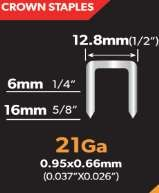 CROWN STAPLES
12.8mm(1/2")
6mm 1/4"
16mm 5/8"
21Ga
0.95x0.66mm
(0.037"X0.026")